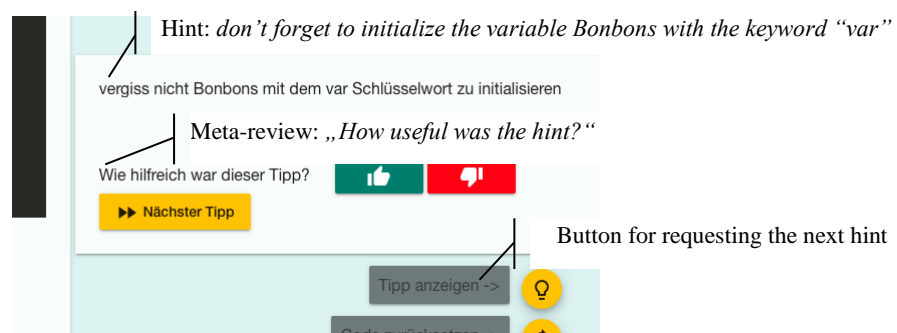 Hint: don’t forget to initialize the variable Bonbons with the keyword “var”
vergiss nicht Bonbons mit dem var Schlüsselwort zu initialisieren
Meta-review: „How useful was the hint?“
Wie hilfreich war dieser Tipp?
Nächster Tipp
Button for requesting the next hint
Tipp anzeigen ->